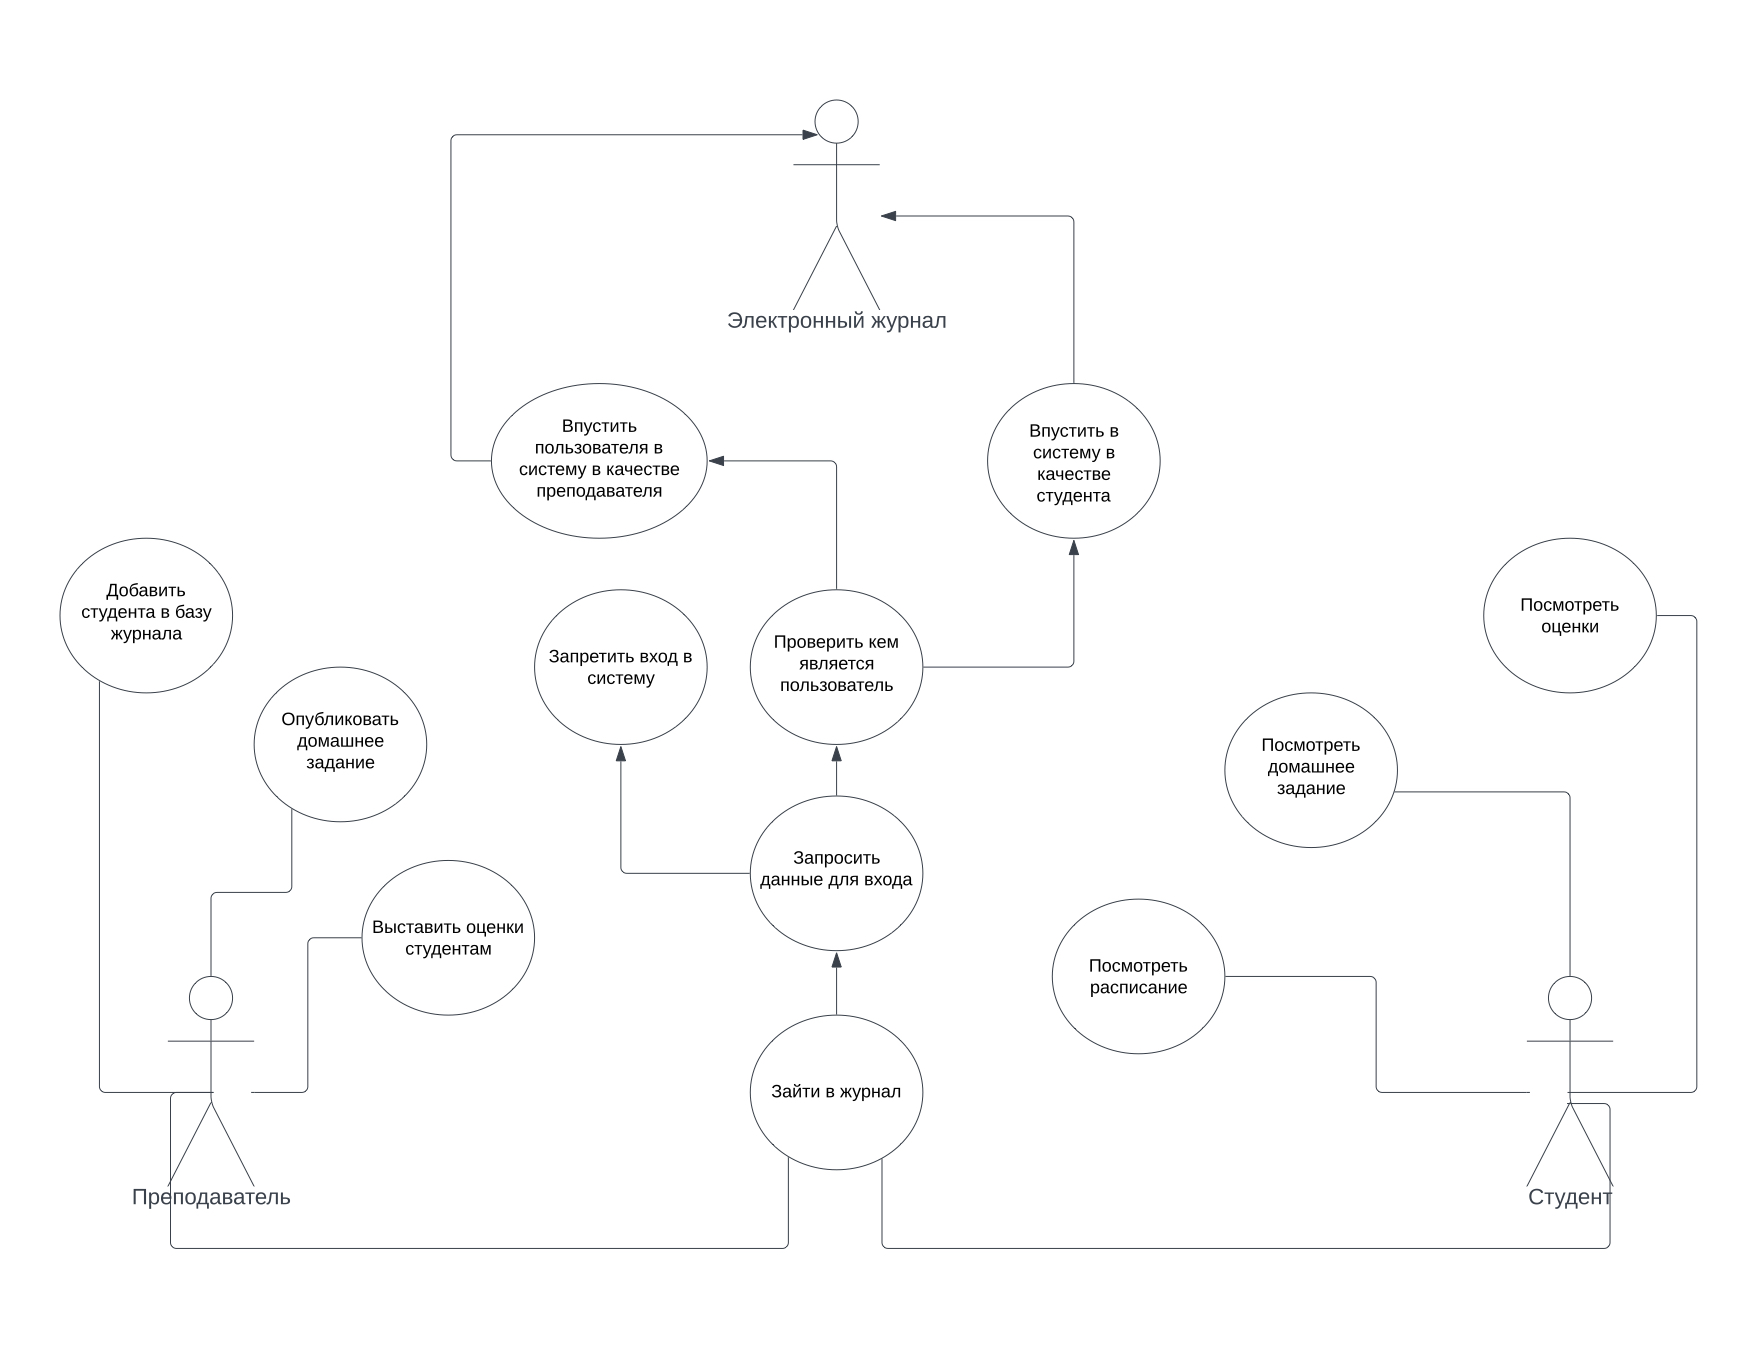 Электронный журнал
Впустить
пользователя в
систему в качестве
преподавателя
Впустить в
систему в
качестве
студента
Добавить
студента в базу
журнала
Запретить вход в
систему
Проверить кем
является
пользователь
Посмотреть
оценки
Опубликовать
домашнее
задание
Посмотреть
домашнее
задание
Запросить
данные для входа
Выставить оценки
студентам
Посмотреть
расписание
Зайти в журнал
Преподаватель
Студент